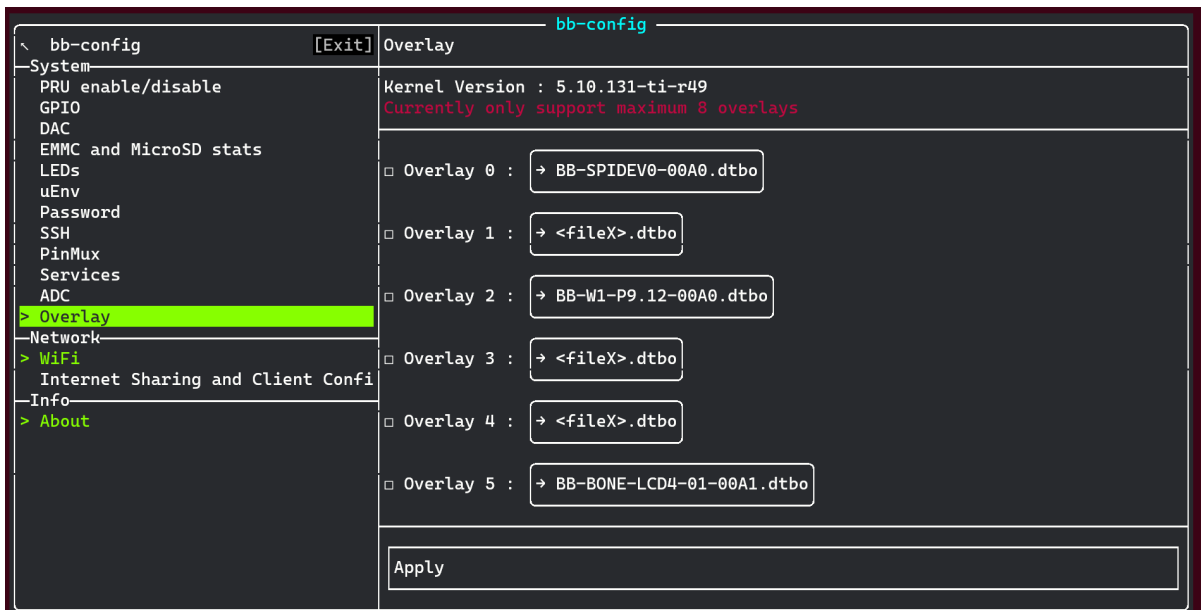 bb-config
↖ bb-config [Exit]
System
PRU enable/disable
GPIO
DAC
EMMC and MicroSD stats
LEDs
uEnv
Password
SSH
PinMux
Services
ADC
> Overlay
Network
> WiFi
Internet Sharing and Client Confi
Info
> About
Overlay
Kernel Version : 5.10.131-ti-r49
Currently only support maximum 8 overlays
□ Overlay 0 : → BB-SPIDEV0-00A0.dtbo
□ Overlay 1 : → <fileX>.dtbo
□ Overlay 2 : → BB-W1-P9.12-00A0.dtbo
□ Overlay 3 : → <fileX>.dtbo
□ Overlay 4 : → <fileX>.dtbo
□ Overlay 5 : → BB-BONE-LCD4-01-00A1.dtbo
Apply